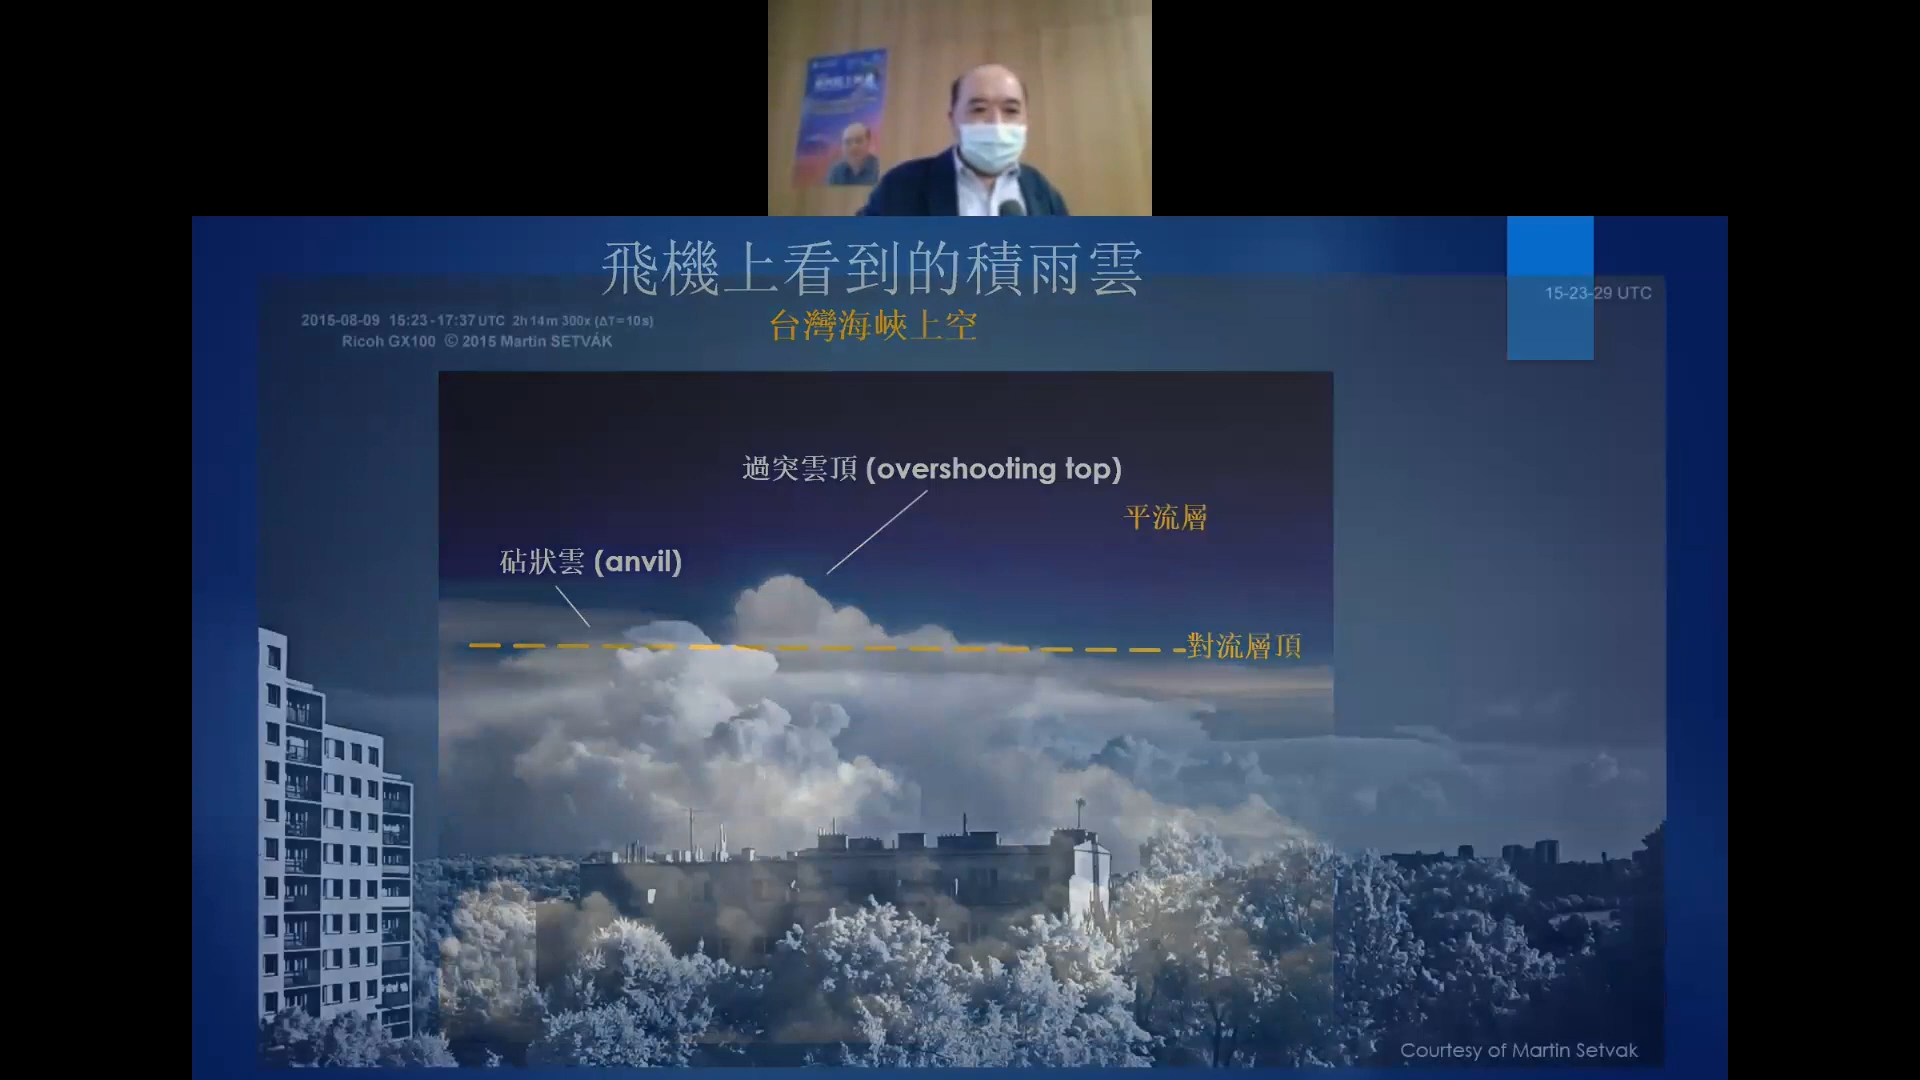 飛機上看到的積雨雲
15-23-29 UTC
2015-08-09 15:23-17:37 UTC 2h 14m 300x (ΔT=10s)
台灣海峽上空
Ricoh GX100 © 2015 Martin SETVÁK
過突雲頂 (overshooting top)
平流層
砧狀雲 (anvil)
對流層頂
Courtesy of Martin Setvak